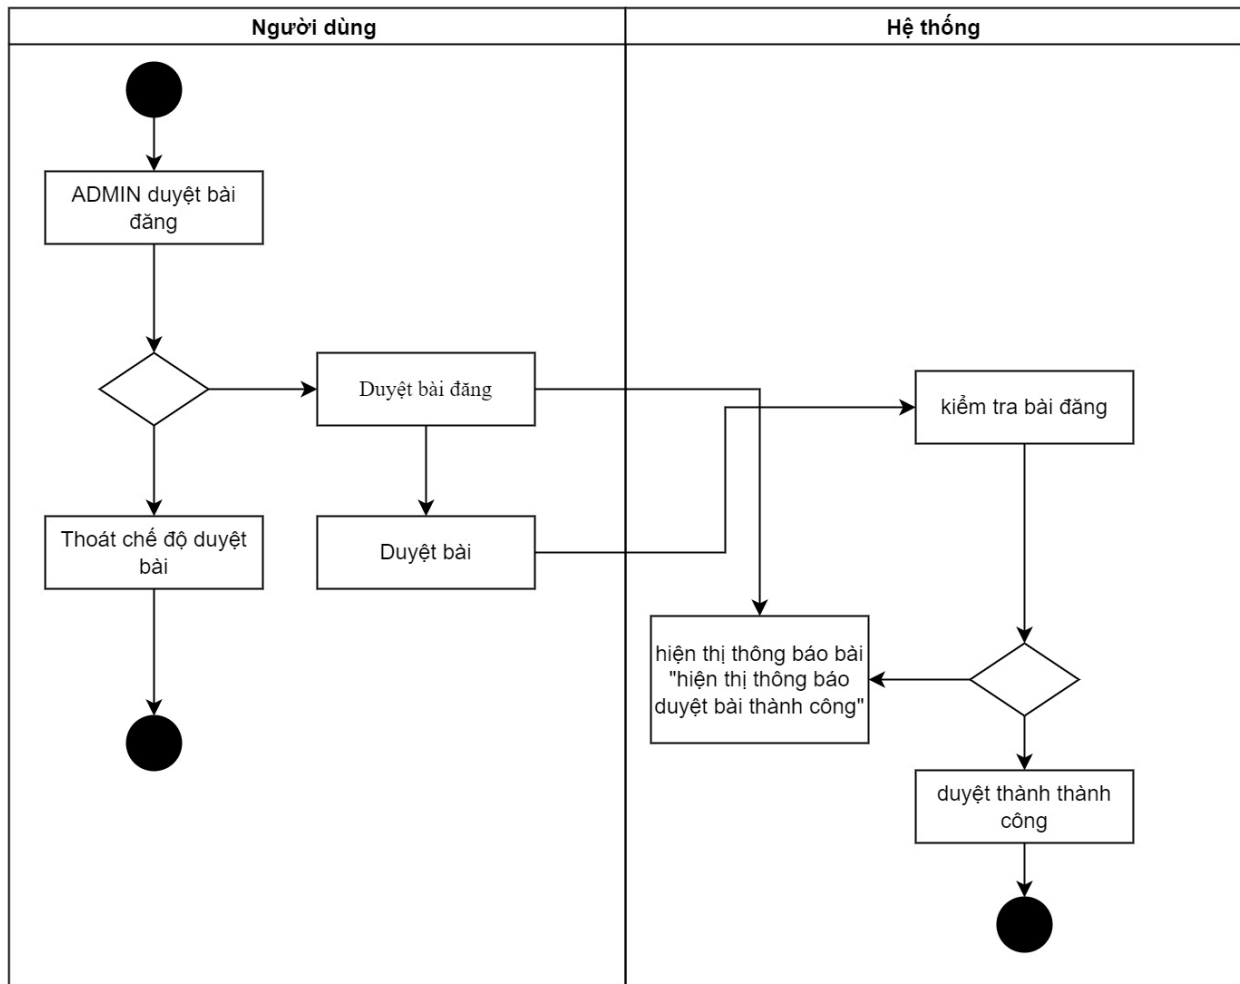 Người dùng
Hệ thống
ADMIN duyệt bài
đăng
Duyệt bài đăng
kiểm tra bài đăng
Thoát chế độ duyệt
bài
Duyệt bài
hiện thị thông báo bài
"hiện thị thông báo
duyệt bài thành công"
duyệt thành thành
công